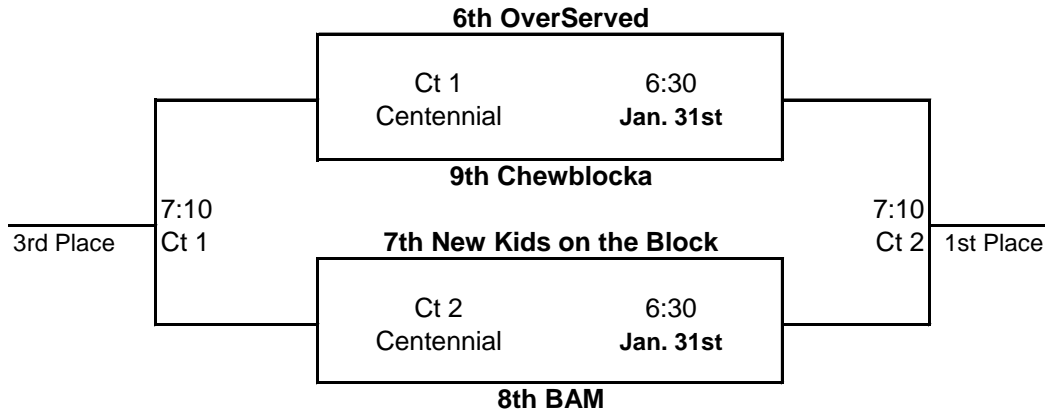 6th OverServed
Ct 1 6:30
Centennial Jan. 31st
9th Chewblocka
7:10 7:10
3rd Place Ct 1 7th New Kids on the Block Ct 2 1st Place
Ct 2 6:30
Centennial Jan. 31st
8th BAM